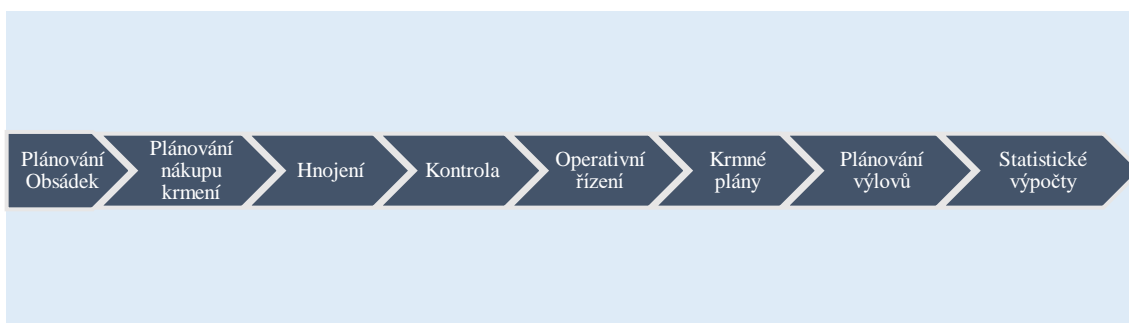 Plánování
Obsádek
Plánování
nákupu
krmení
Hnojení
Kontrola
Operativní
řízení
Krmné
plány
Plánování
výlovů
Statistické
výpočty